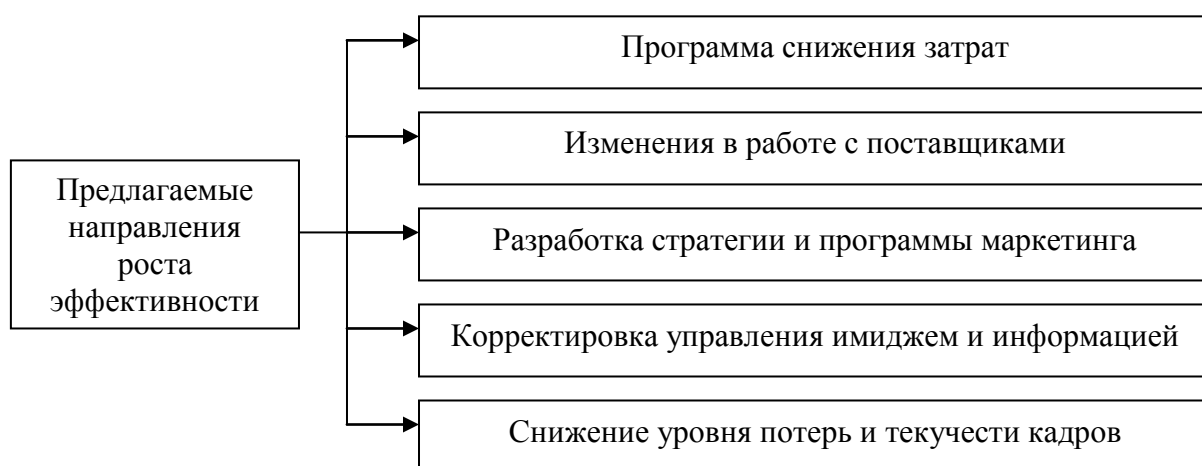 Предлагаемые
направления
роста
эффективности
Программа снижения затрат
Изменения в работе с поставщиками
Разработка стратегии и программы маркетинга
Корректировка управления имиджем и информацией
Снижение уровня потерь и текучести кадров